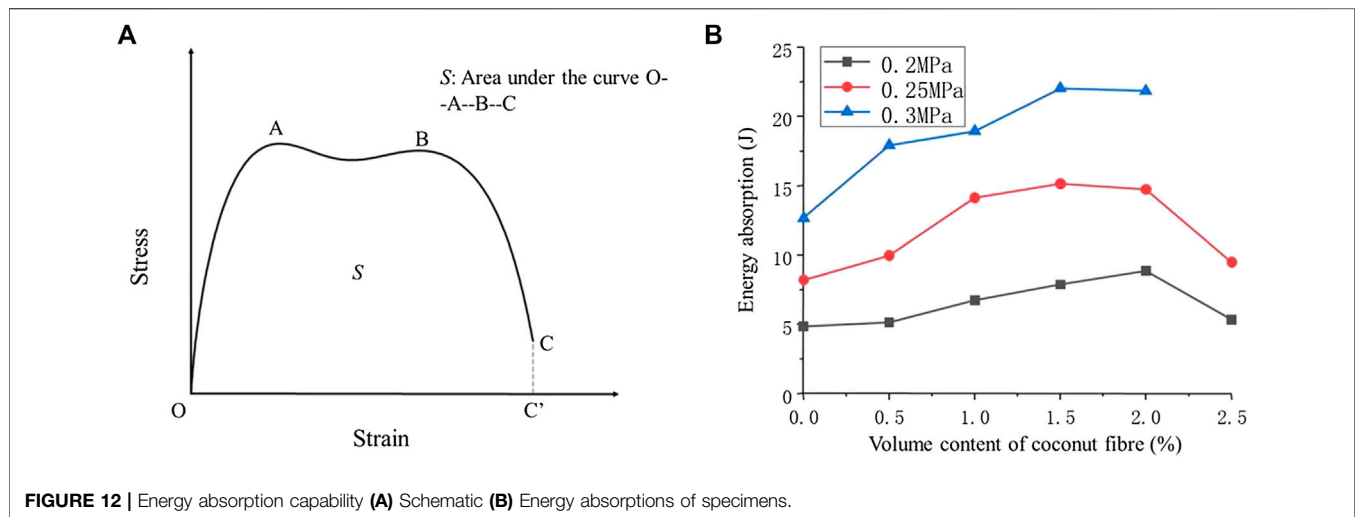 A
S: Area under the curve O-
-A--B--C
A
B
C
S
Stress
O
C’
Strain
B
0.2MPa
0.25MPa
0.3MPa
Energy absorption (J)
25
20
15
10
5
0
0.0 0.5 1.0 1.5 2.0 2.5
Volume content of coconut fibre (%)
FIGURE 12 | Energy absorption capability (A) Schematic (B) Energy absorptions of specimens.